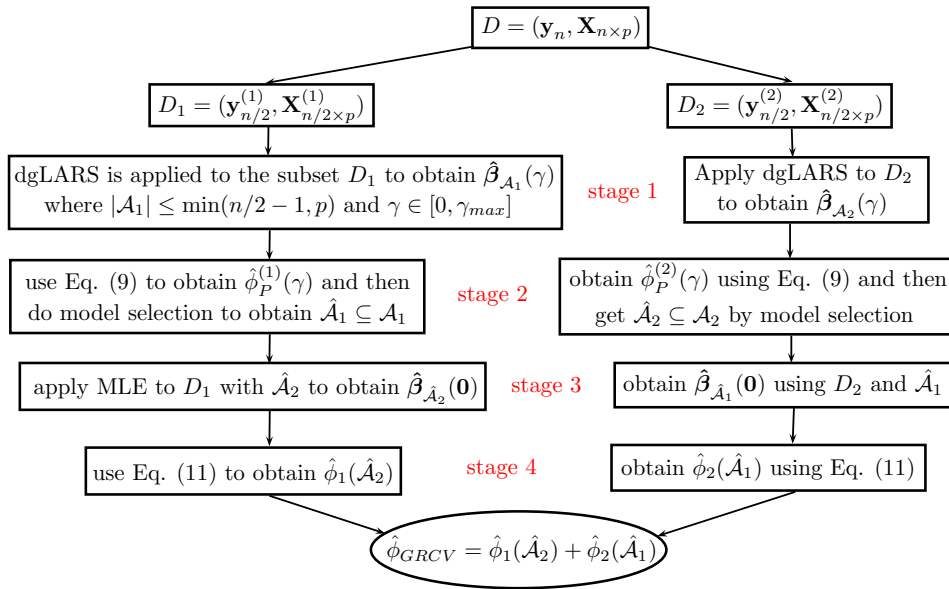 D = (y_n, X_{n×p})
D_1 = (y^{(1)}_{n/2}, X^{(1)}_{n/2×p})
D_2 = (y^{(2)}_{n/2}, X^{(2)}_{n/2×p})
dgLARS is applied to the subset D_1 to obtain β̂_{𝒜_1}(γ)
where |𝒜_1| ≤ min(n/2 − 1, p) and γ ∈ [0, γ_{max}]
stage 1
Apply dgLARS to D_2
to obtain β̂_{𝒜_2}(γ)
use Eq. (9) to obtain ϕ̂^{(1)}_P(γ) and then
do model selection to obtain 𝒜̂_1 ⊆ 𝒜_1
stage 2
obtain ϕ̂^{(2)}_P(γ) using Eq. (9) and then
get 𝒜̂_2 ⊆ 𝒜_2 by model selection
apply MLE to D_1 with 𝒜̂_2 to obtain β̂_{𝒜̂_2}(0)
stage 3
obtain β̂_{𝒜̂_1}(0) using D_2 and 𝒜̂_1
use Eq. (11) to obtain ϕ̂_1(𝒜̂_2)
stage 4
obtain ϕ̂_2(𝒜̂_1) using Eq. (11)
ϕ̂_{GRCV} = ϕ̂_1(𝒜̂_2) + ϕ̂_2(𝒜̂_1)